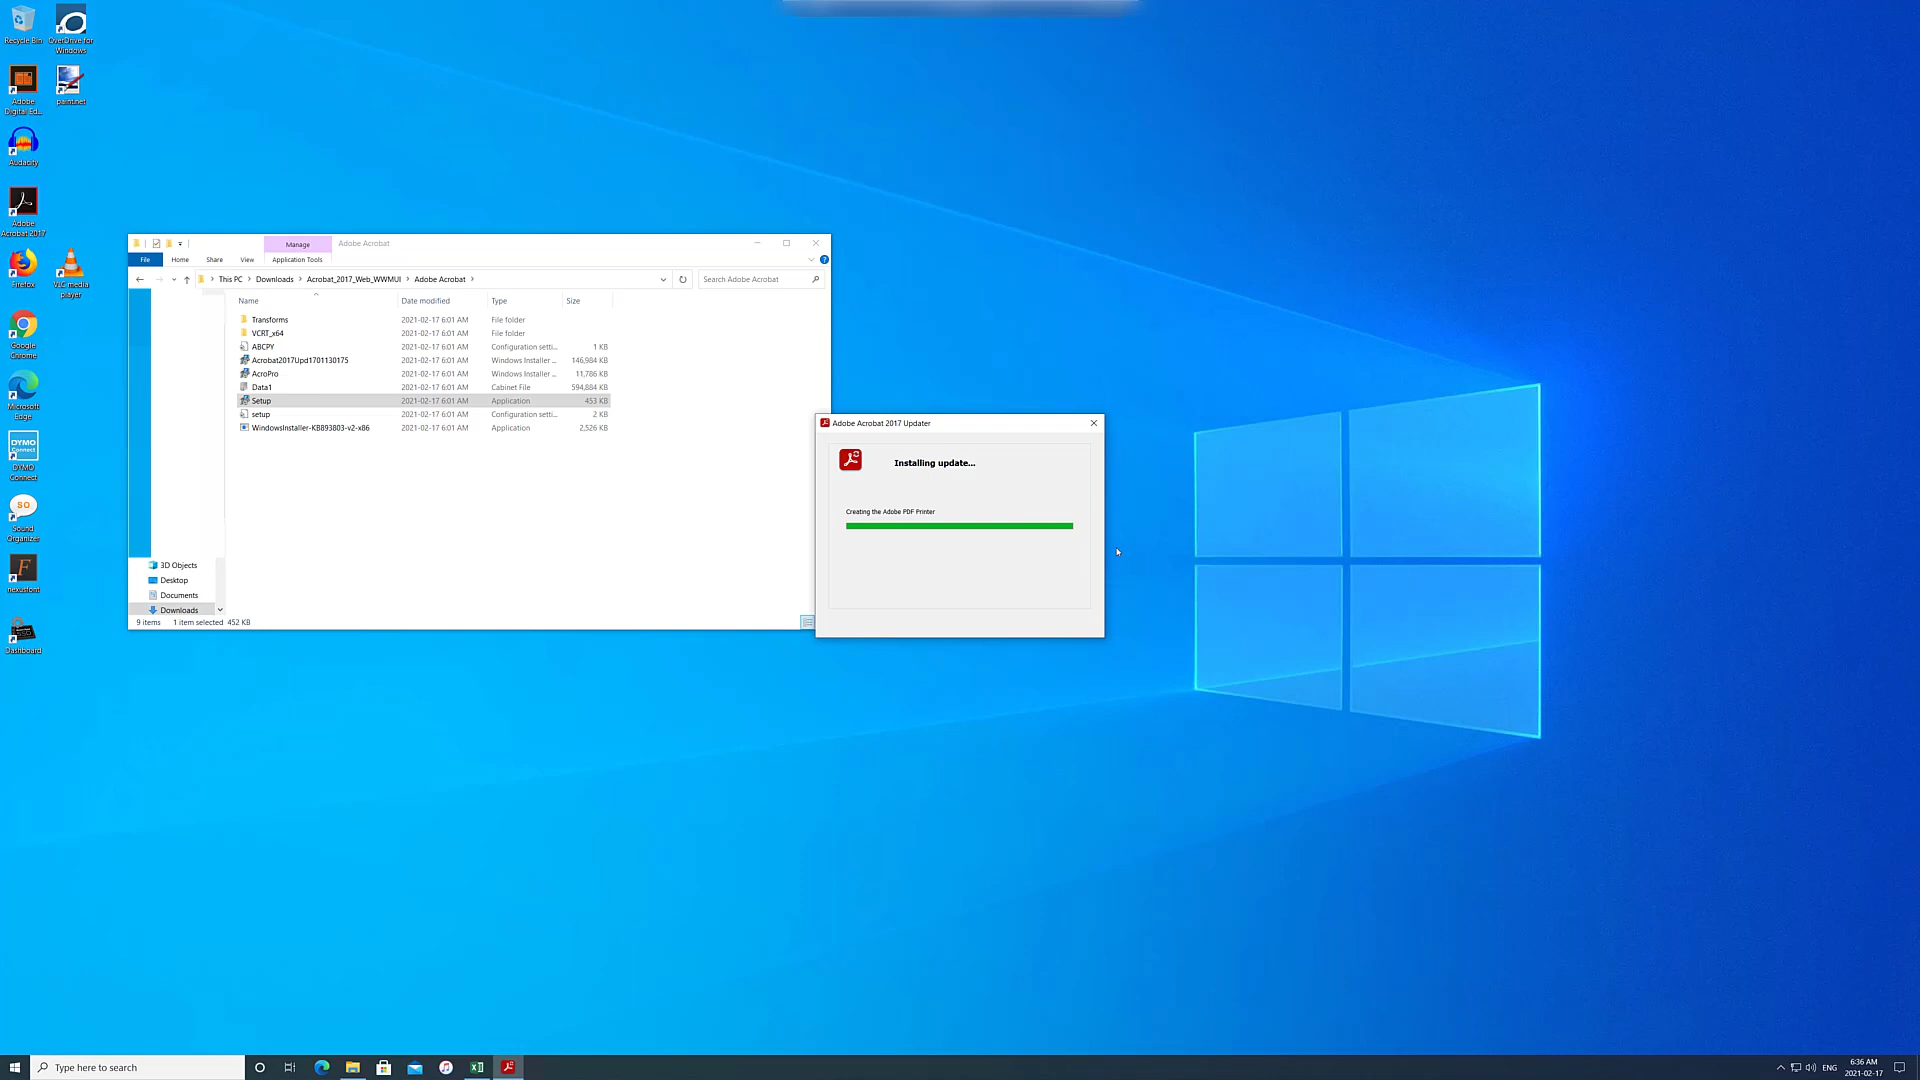 Recycle Bin
OverDrive for
Windows
Adobe
Digital Ed...
paint.net
Audacity
Adobe
Acrobat 2017
Firefox
VLC media
player
Google
Chrome
Microsoft
Edge
DYMO
Connect
DYMO
Connect
SO
Sound
Organizer
F
nexusfont
SSD
Dashboard
Manage
Adobe Acrobat
File
Home
Share
View
Application Tools
This PC > Downloads > Acrobat_2017_Web_WWMUI > Adobe Acrobat >
Search Adobe Acrobat
Name Date modified Type Size
Transforms 2021-02-17 6:01 AM File folder
VCRT_x64 2021-02-17 6:01 AM File folder
ABCPY 2021-02-17 6:01 AM Configuration setti... 1 KB
Acrobat2017Upd1701130175 2021-02-17 6:01 AM Windows Installer ... 146,984 KB
AcroPro 2021-02-17 6:01 AM Windows Installer ... 11,786 KB
Data1 2021-02-17 6:01 AM Cabinet File 594,884 KB
Setup 2021-02-17 6:01 AM Application 453 KB
setup 2021-02-17 6:01 AM Configuration setti... 2 KB
WindowsInstaller-KB893803-v2-x86 2021-02-17 6:01 AM Application 2,526 KB
3D Objects
Desktop
Documents
Downloads
9 items 1 item selected 452 KB
Adobe Acrobat 2017 Updater
Installing update...
Creating the Adobe PDF Printer
Type here to search
ENG
6:36 AM
2021-02-17